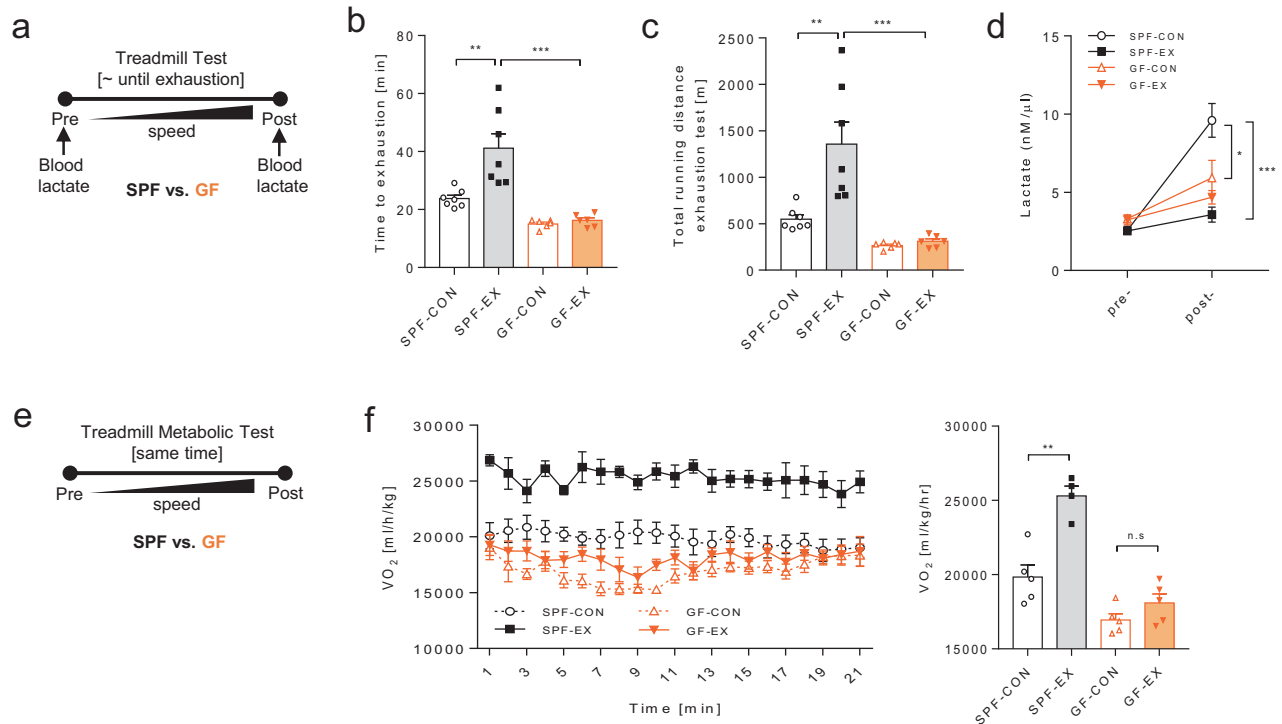 a
Treadmill Test
[~ until exhaustion]
Pre
Post
speed
Blood
lactate
Blood
lactate
SPF vs. GF
b
Time to exhaustion [min]
80
60
40
20
0
**
***
SPF-CON
SPF-EX
GF-CON
GF-EX
c
Total running distance
exhaustion test [m]
2500
2000
1500
1000
500
0
**
***
SPF-CON
SPF-EX
GF-CON
GF-EX
d
Lactate (nM/µl)
15
10
5
0
SPF-CON
SPF-EX
GF-CON
GF-EX
*
***
pre-
post-
e
Treadmill Metabolic Test
[same time]
Pre
Post
speed
SPF vs. GF
f
VO2 [ml/h/kg]
30000
25000
20000
15000
10000
SPF-CON
GF-CON
SPF-EX
GF-EX
1
3
5
7
9
11
13
15
17
19
21
Time [min]
VO2 [ml/kg/hr]
30000
25000
20000
15000
**
n.s
SPF-CON
SPF-EX
GF-CON
GF-EX